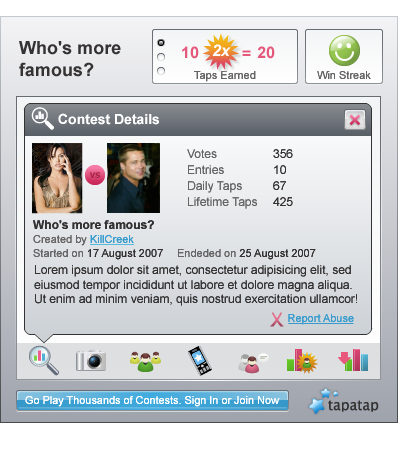 Who's more
famous?
10 2x = 20
Taps Earned
Win Streak
Contest Details
VS
Votes 356
Entries 10
Daily Taps 67
Lifetime Taps 425
Who's more famous?
Created by KillCreek
Started on 17 August 2007 Endeded on 25 August 2007
Lorem ipsum dolor sit amet, consectetur adipisicing elit, sed
eiusmod tempor incididunt ut labore et dolore magna aliqua.
Ut enim ad minim veniam, quis nostrud exercitation ullamcor!
Report Abuse
Go Play Thousands of Contests. Sign In or Join Now
tapatap